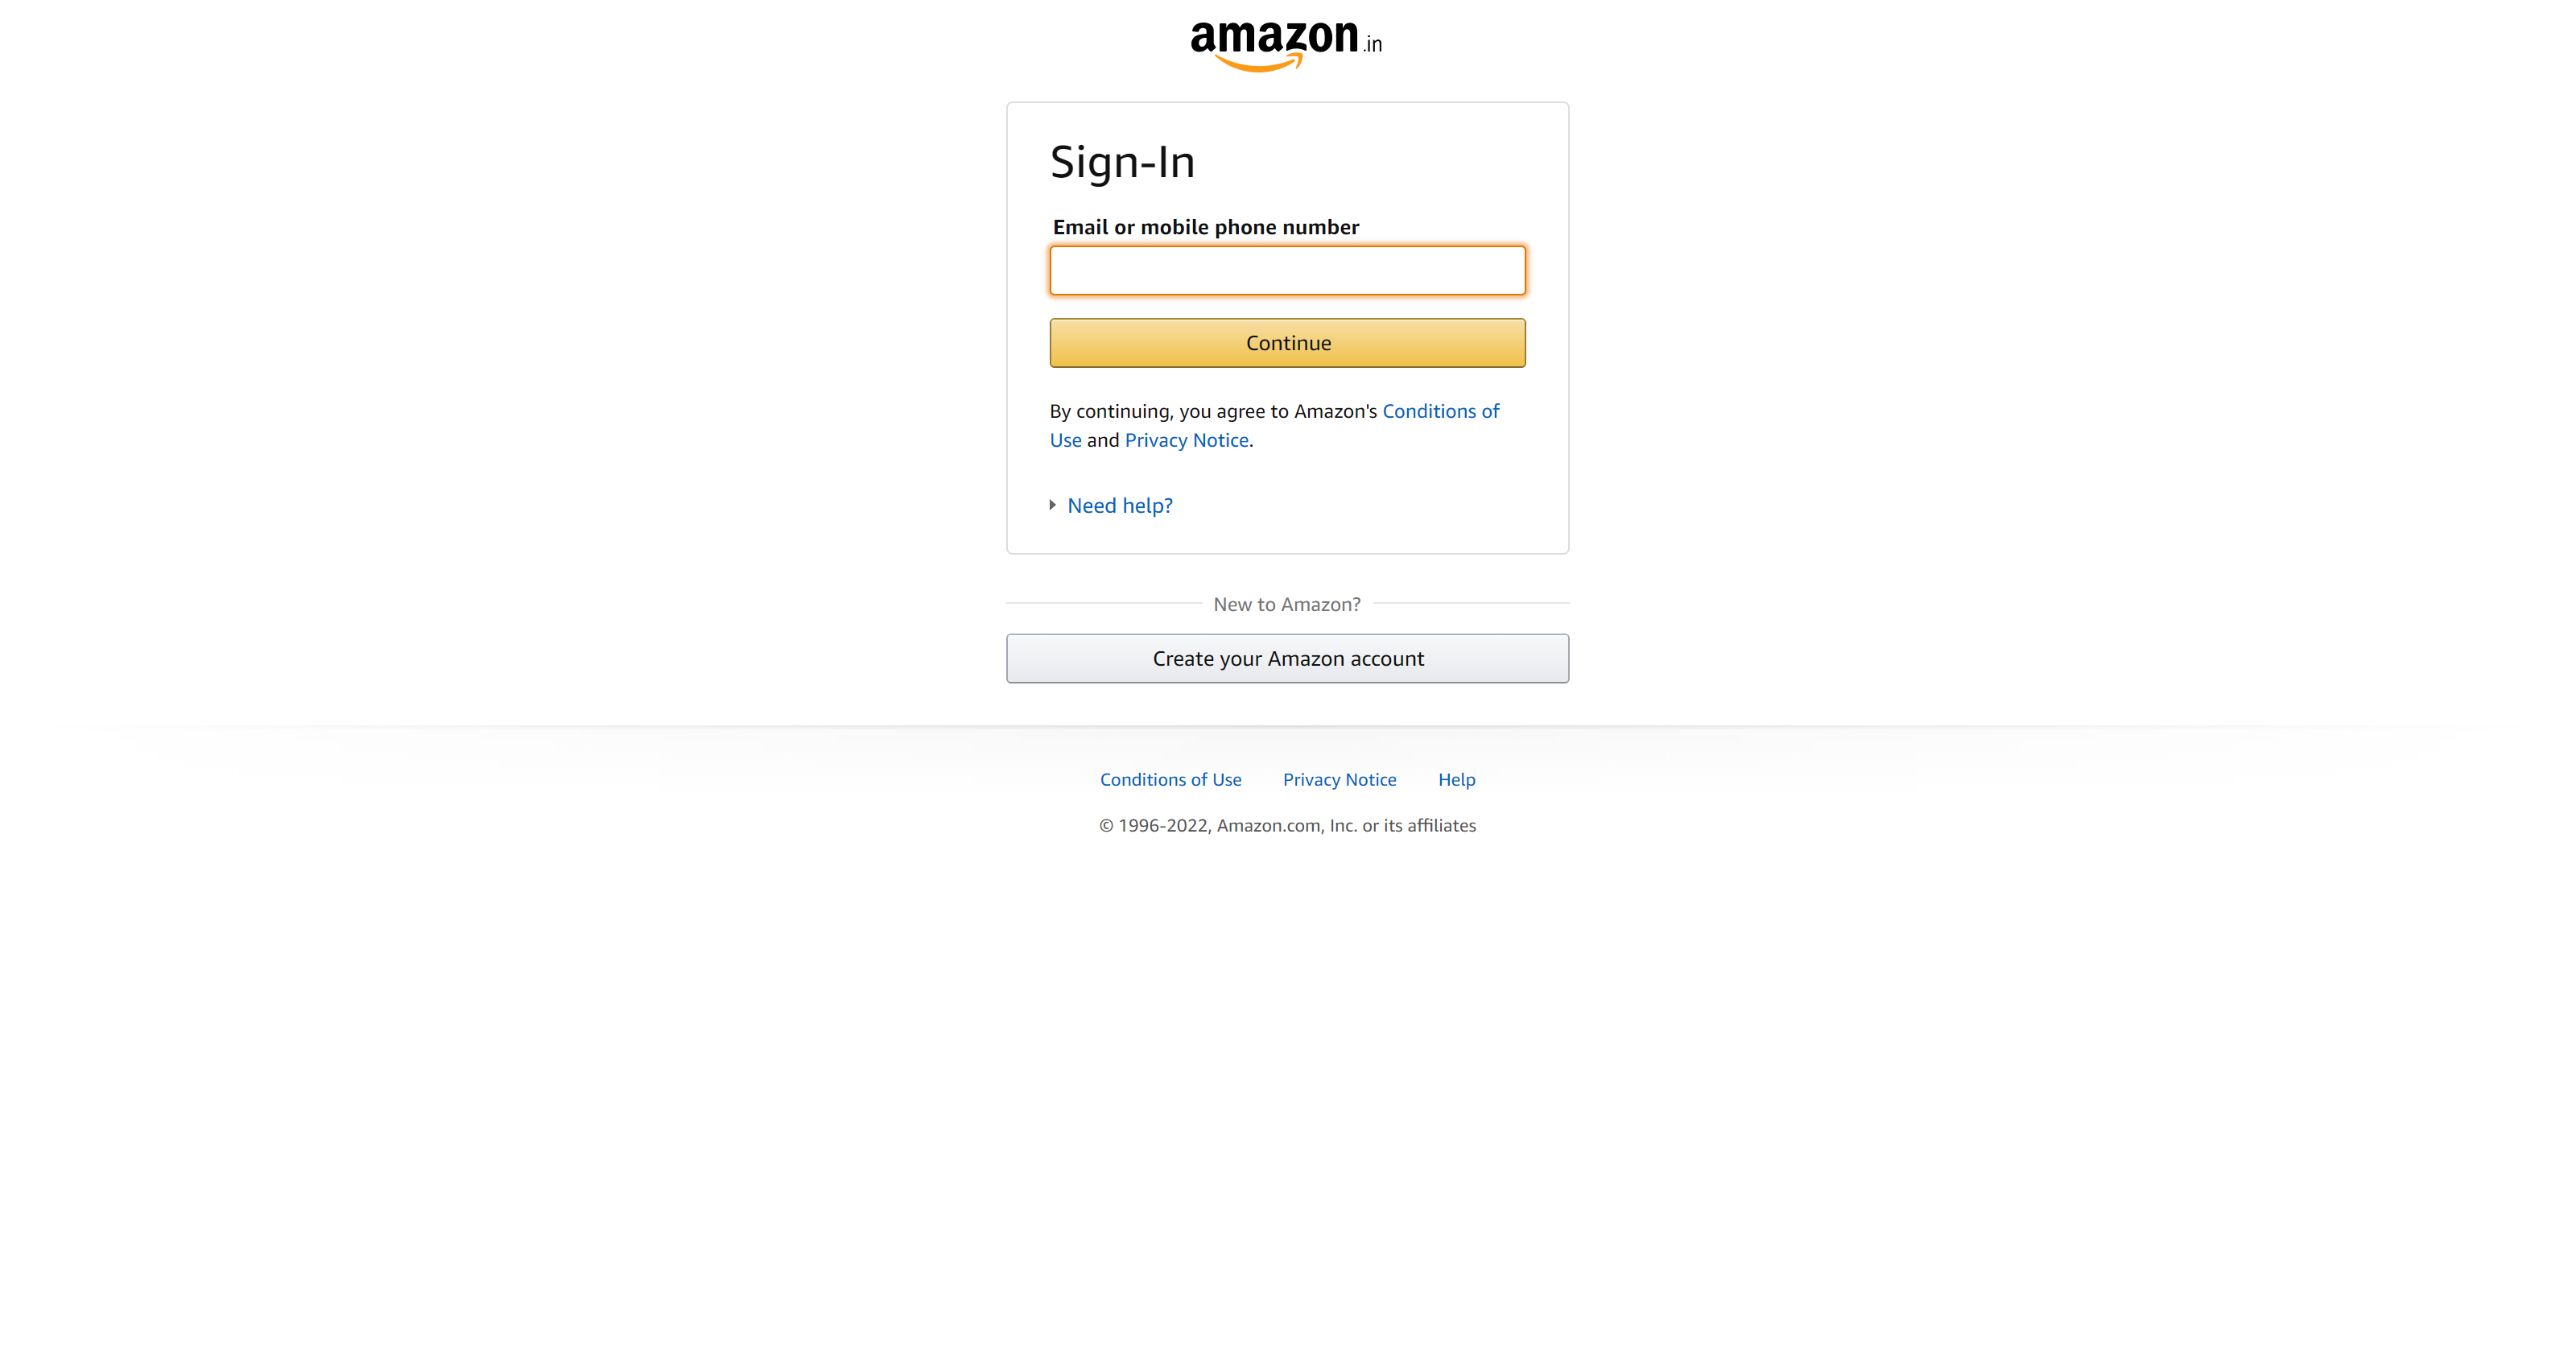 amazon.in
Sign-In
Email or mobile phone number
Continue
By continuing, you agree to Amazon's Conditions of
Use and Privacy Notice.
Need help?
New to Amazon?
Create your Amazon account
Conditions of Use Privacy Notice Help
© 1996-2022, Amazon.com, Inc. or its affiliates